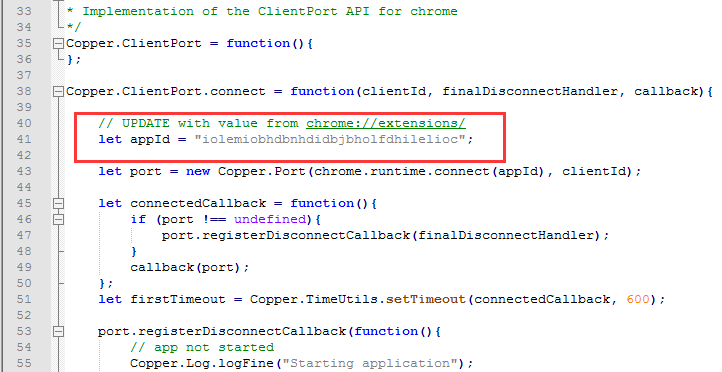 33 * Implementation of the ClientPort API for chrome
34 */
35 Copper.ClientPort = function(){
36 };
37
38 Copper.ClientPort.connect = function(clientId, finalDisconnectHandler, callback){
39
40 // UPDATE with value from chrome://extensions/
41 let appId = "iolemiobhdbnhdidbjbholfdhilelioc";
42
43 let port = new Copper.Port(chrome.runtime.connect(appId), clientId);
44
45 let connectedCallback = function(){
46 if (port !== undefined){
47 port.registerDisconnectCallback(finalDisconnectHandler);
48 }
49 callback(port);
50 };
51 let firstTimeout = Copper.TimeUtils.setTimeout(connectedCallback, 600);
52
53 port.registerDisconnectCallback(function(){
54 // app not started
55 Copper.Log.logFine("Starting application");